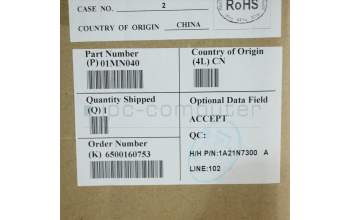 CASE NO. 2
RoHS
COUNTRY OF ORIGIN CHINA
Part Number
(P) 01MN040
Country of Origin
(4L) CN
Quantity Shipped
(Q) 1
Optional Data Field
ACCEPT
QC:
Order Number
(K) 6500160753
H/H P/N:1A21N7300 A
LINE:102